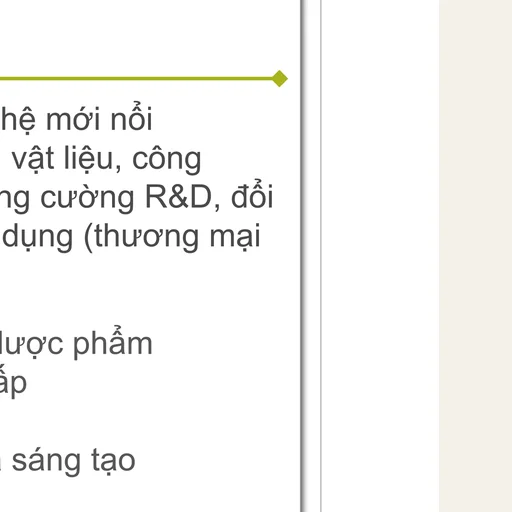 hệ mới nổi
vật liệu, công
ng cường R&D, đổi
dụng (thương mại
lược phẩm
ấp
sáng tạo